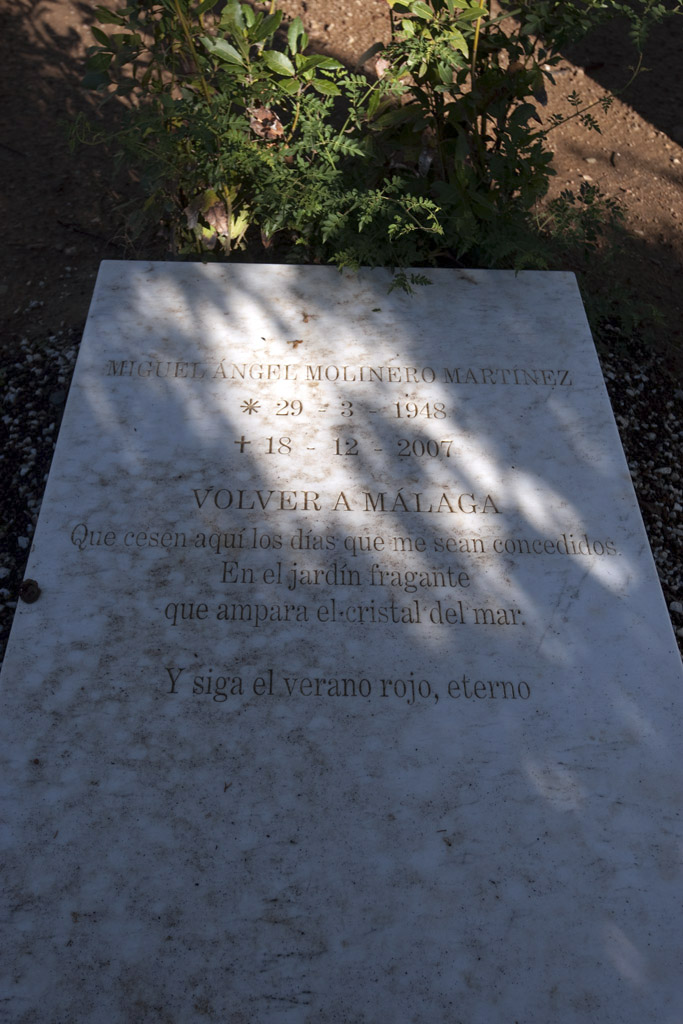 MIGUEL ÁNGEL MOLINERO MARTINEZ
* 29 - 3 - 1948
✝ 18 - 12 - 2007
VOLVER A MÁLAGA
Que cesen aquí los días que me sean concedidos.
En el jardín fragante
que ampara el cristal del mar.
Y siga el verano rojo, eterno